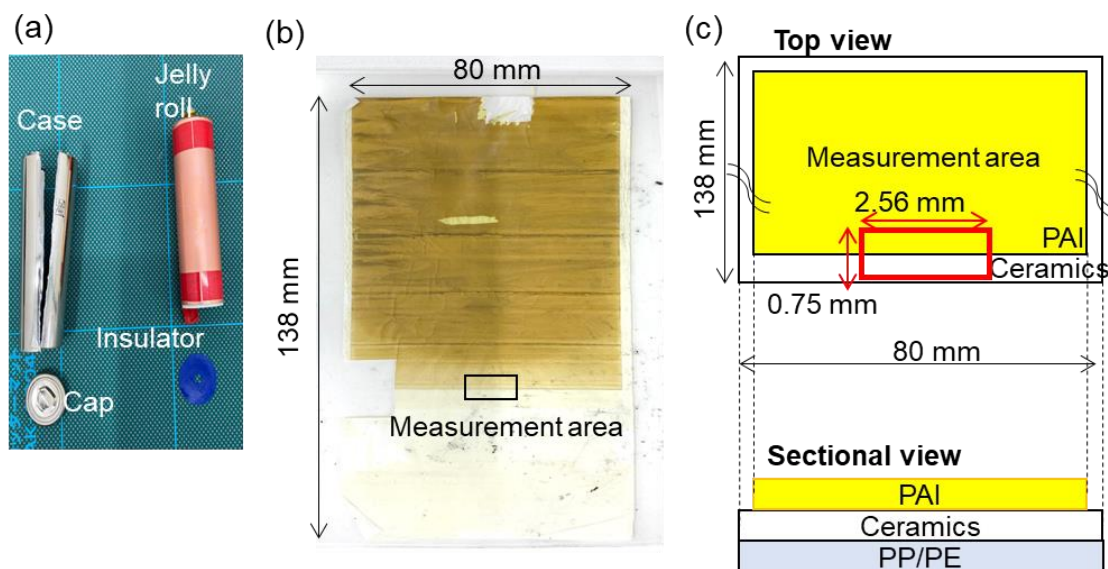 (a)
Jelly
roll
Case
Insulator
Cap
(b)
80 mm
138 mm
Measurement area
(c)
Top view
138 mm
Measurement area
2.56 mm
PAI
Ceramics
0.75 mm
80 mm
Sectional view
PAI
Ceramics
PP/PE